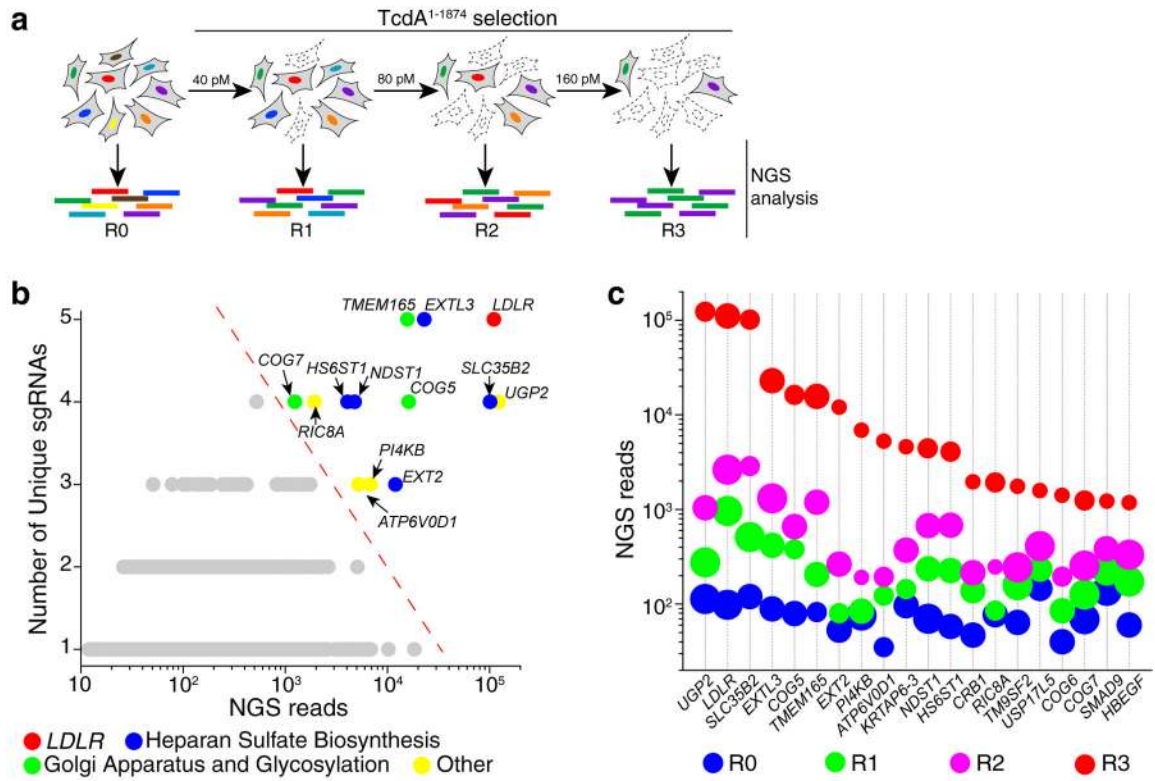 a
TcdA1-1874 selection
40 pM
80 pM
160 pM
R0
R1
R2
R3
NGS
analysis
b
Number of Unique sgRNAs
5
4
3
2
1
TMEM165
EXTL3
LDLR
COG7
HS6ST1
NDST1
SLC35B2
COG5
UGP2
RIC8A
PI4KB
EXT2
ATP6V0D1
10
10²
10³
10⁴
10⁵
NGS reads
LDLR
Heparan Sulfate Biosynthesis
Golgi Apparatus and Glycosylation
Other
c
NGS reads
10⁵
10⁴
10³
10²
UGP2
LDLR
SLC35B2
EXTL3
COG5
TMEM165
EXT2
PI4KB
ATP6V0D1
KRTAP6-3
NDST1
HS6ST1
CRB1
RIC8A
TM9SF2
USP17L5
COG6
COG7
SMAD9
HBEGF
R0
R1
R2
R3